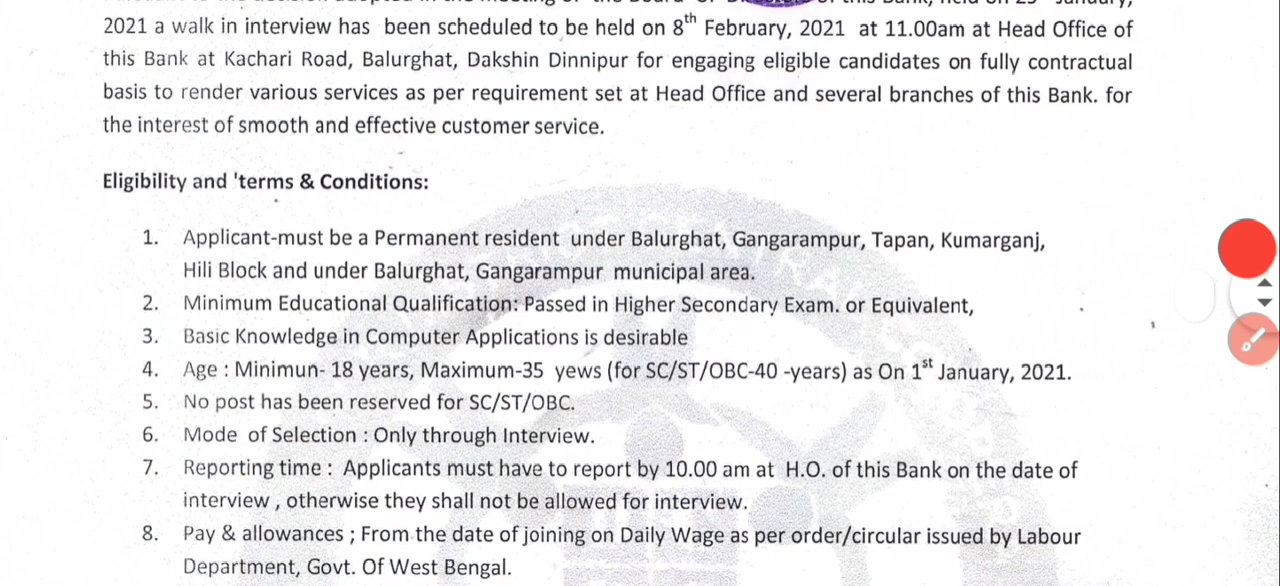 2021 a walk in interview has been scheduled to be held on 8th February, 2021 at 11.00am at Head Office of
this Bank at Kachari Road, Balurghat, Dakshin Dinnipur for engaging eligible candidates on fully contractual
basis to render various services as per requirement set at Head Office and several branches of this Bank. for
the interest of smooth and effective customer service.
Eligibility and 'terms & Conditions:
1. Applicant-must be a Permanent resident under Balurghat, Gangarampur, Tapan, Kumarganj,
Hili Block and under Balurghat, Gangarampur municipal area.
2. Minimum Educational Qualification: Passed in Higher Secondary Exam. or Equivalent,
3. Basic Knowledge in Computer Applications is desirable
4. Age : Minimun- 18 years, Maximum-35 yews (for SC/ST/OBC-40 -years) as On 1st January, 2021.
5. No post has been reserved for SC/ST/OBC.
6. Mode of Selection : Only through Interview.
7. Reporting time : Applicants must have to report by 10.00 am at H.O. of this Bank on the date of
interview , otherwise they shall not be allowed for interview.
8. Pay & allowances ; From the date of joining on Daily Wage as per order/circular issued by Labour
Department, Govt. Of West Bengal.